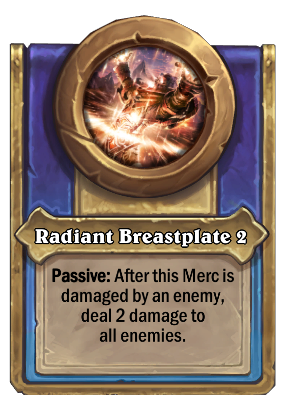 Radiant Breastplate 2
Passive: After this Merc is
damaged by an enemy,
deal 2 damage to
all enemies.